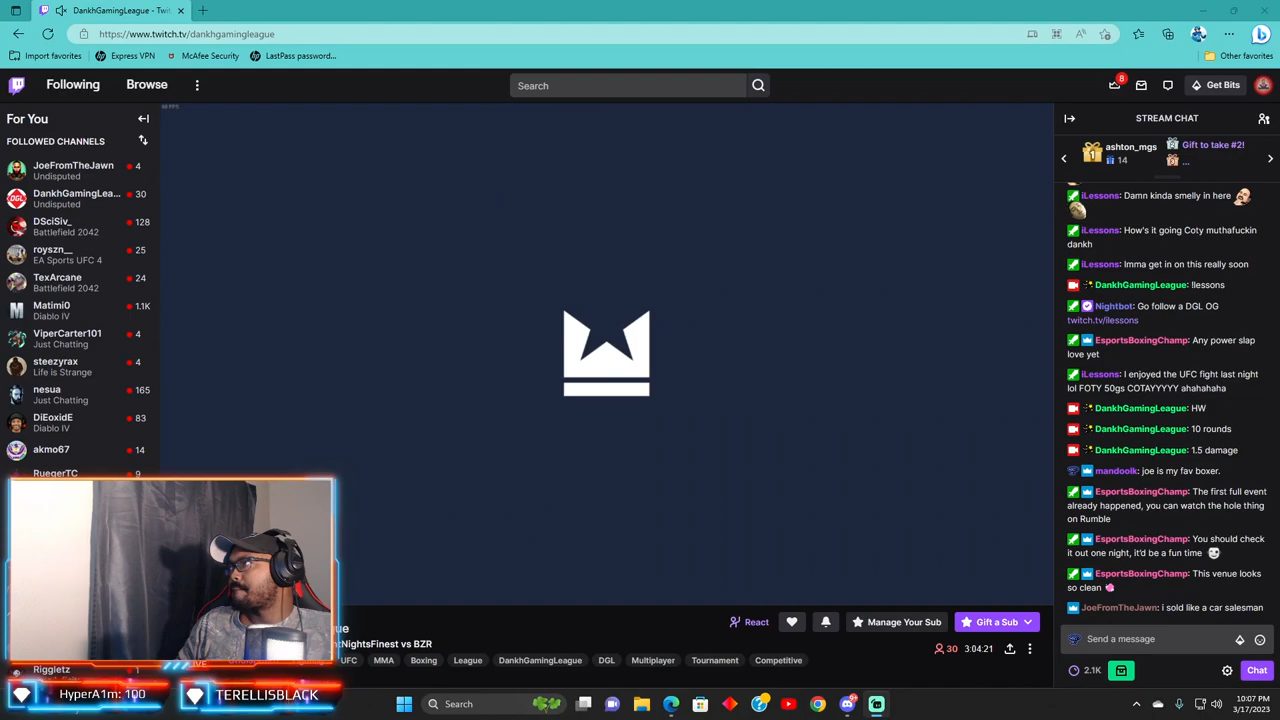 DankhGamingLeague - Twit
https://www.twitch.tv/dankhgamingleague
Import favorites
Express VPN
McAfee Security
LastPass password...
Other favorites
Following
Browse
Search
8
Get Bits
60 FPS
For You
FOLLOWED CHANNELS
JoeFromTheJawn 4
Undisputed
DankhGamingLea... 30
Undisputed
DSciSiv_ 128
Battlefield 2042
royszn__ 25
EA Sports UFC 4
TexArcane 24
Battlefield 2042
Matimi0 1.1K
Diablo IV
ViperCarter101 4
Just Chatting
steezyrax 4
Life is Strange
nesua 165
Just Chatting
DiEoxidE 83
Diablo IV
akmo67 14
RuegerTC 9
Riggletz 1
LIVE
HyperA1m: 100
TERELLISBLACK
gue
ntNightsFinest vs BZR
UFC
MMA
Boxing
League
DankhGamingLeague
DGL
Multiplayer
Tournament
Competitive
React
Manage Your Sub
Gift a Sub
30
3:04:21
STREAM CHAT
1
ashton_mgs
14
Gift to take #2!
...
iLessons: Damn kinda smelly in here
iLessons: How's it going Coty muthafuckin
dankh
iLessons: Imma get in on this really soon
DankhGamingLeague: !lessons
Nightbot: Go follow a DGL OG
twitch.tv/ilessons
EsportsBoxingChamp: Any power slap
love yet
iLessons: I enjoyed the UFC fight last night
lol FOTY 50gs COTAYYYYY ahahahaha
DankhGamingLeague: HW
DankhGamingLeague: 10 rounds
DankhGamingLeague: 1.5 damage
mandoolk: joe is my fav boxer.
EsportsBoxingChamp: The first full event
already happened, you can watch the hole thing
on Rumble
EsportsBoxingChamp: You should check
it out one night, it'd be a fun time
EsportsBoxingChamp: This venue looks
so clean
JoeFromTheJawn: i sold like a car salesman
Send a message
2.1K
Chat
Search
10:07 PM
3/17/2023